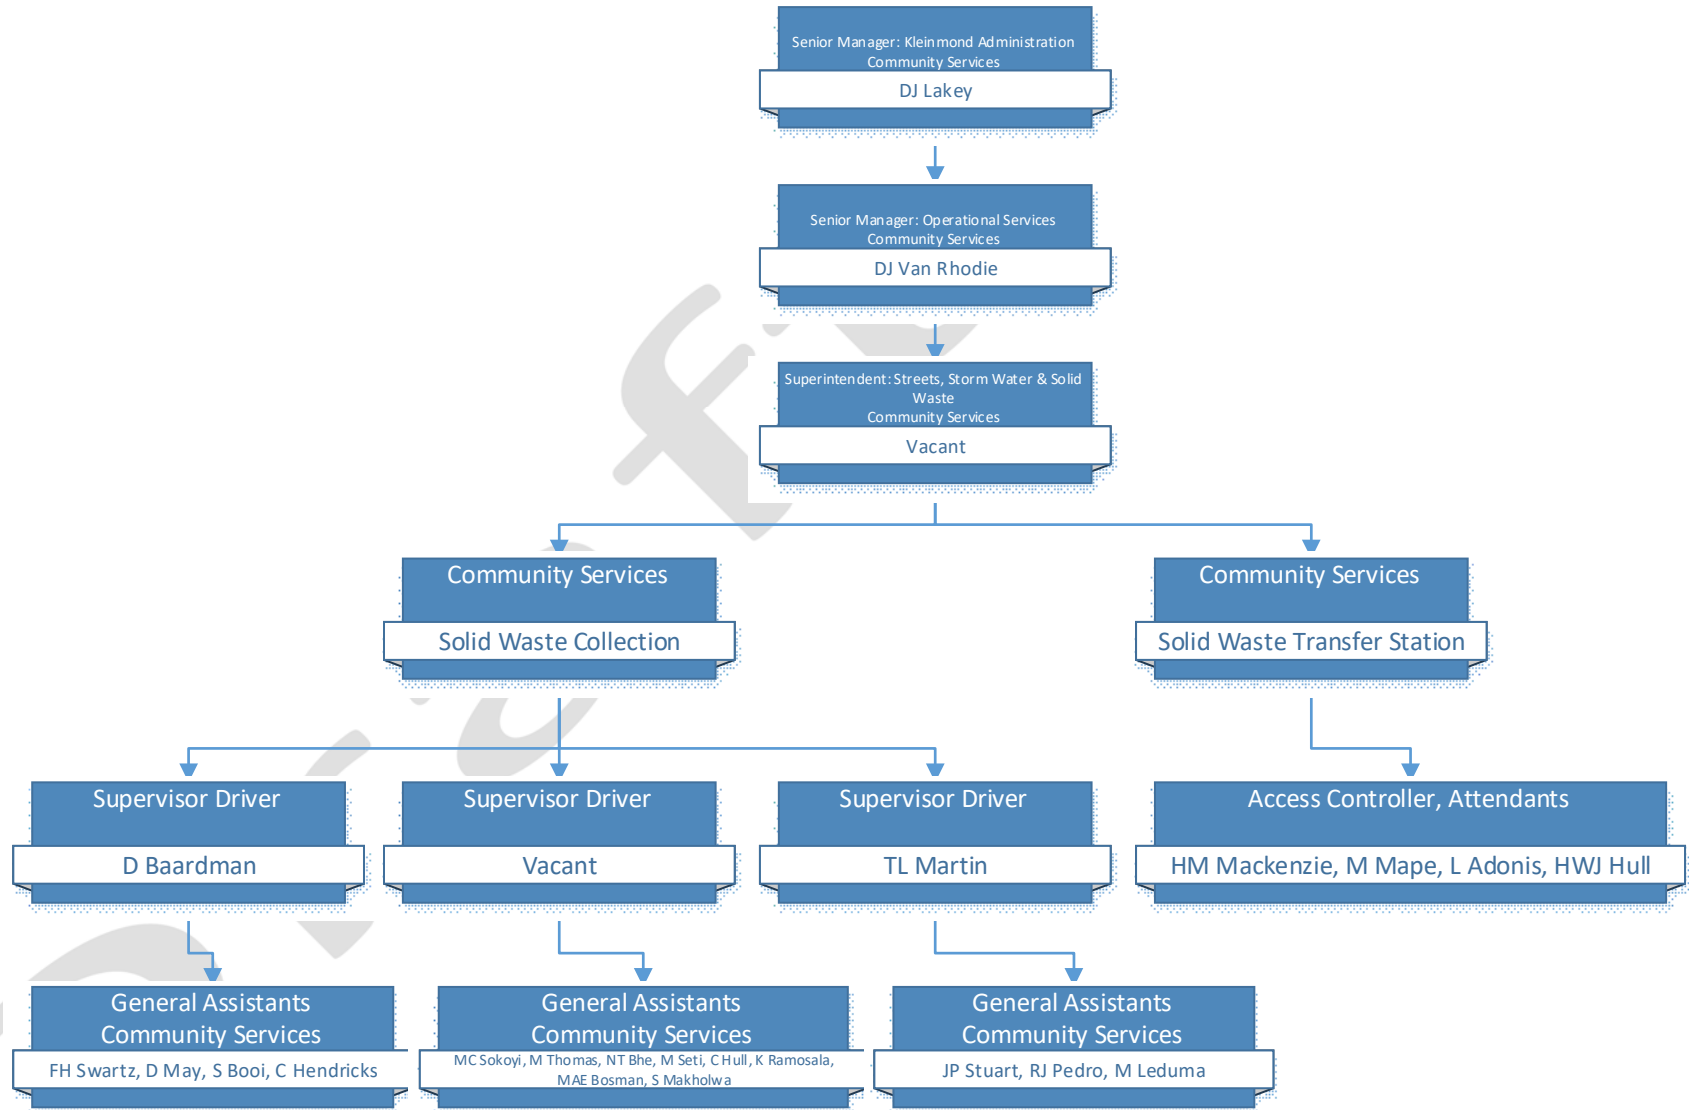 Senior Manager: Kleinmond Administration
Community Services
DJ Lakey
Senior Manager: Operational Services
Community Services
DJ Van Rhodie
Superintendent: Streets, Storm Water & Solid
Waste
Community Services
Vacant
Community Services
Solid Waste Collection
Community Services
Solid Waste Transfer Station
Supervisor Driver
D Baardman
Supervisor Driver
Vacant
Supervisor Driver
TL Martin
Access Controller, Attendants
HM Mackenzie, M Mape, L Adonis, HWJ Hull
General Assistants
Community Services
FH Swartz, D May, S Booi, C Hendricks
General Assistants
Community Services
MC Sokoyi, M Thomas, NT Bhe, M Seti, C Hull, K Ramosala,
MAE Bosman, S Makholwa
General Assistants
Community Services
JP Stuart, RJ Pedro, M Leduma